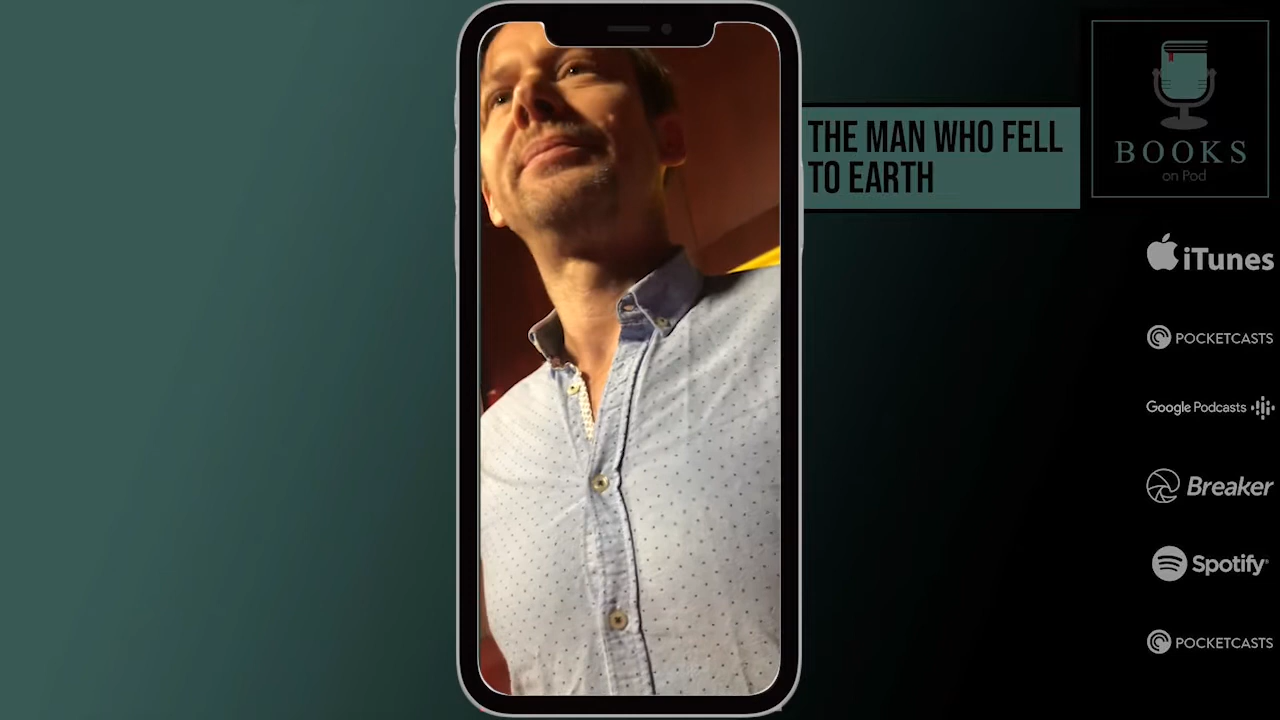 THE MAN WHO FELL
TO EARTH
BOOKS
on Pod
iTunes
POCKETCASTS
Google Podcasts
Breaker
Spotify
POCKETCASTS